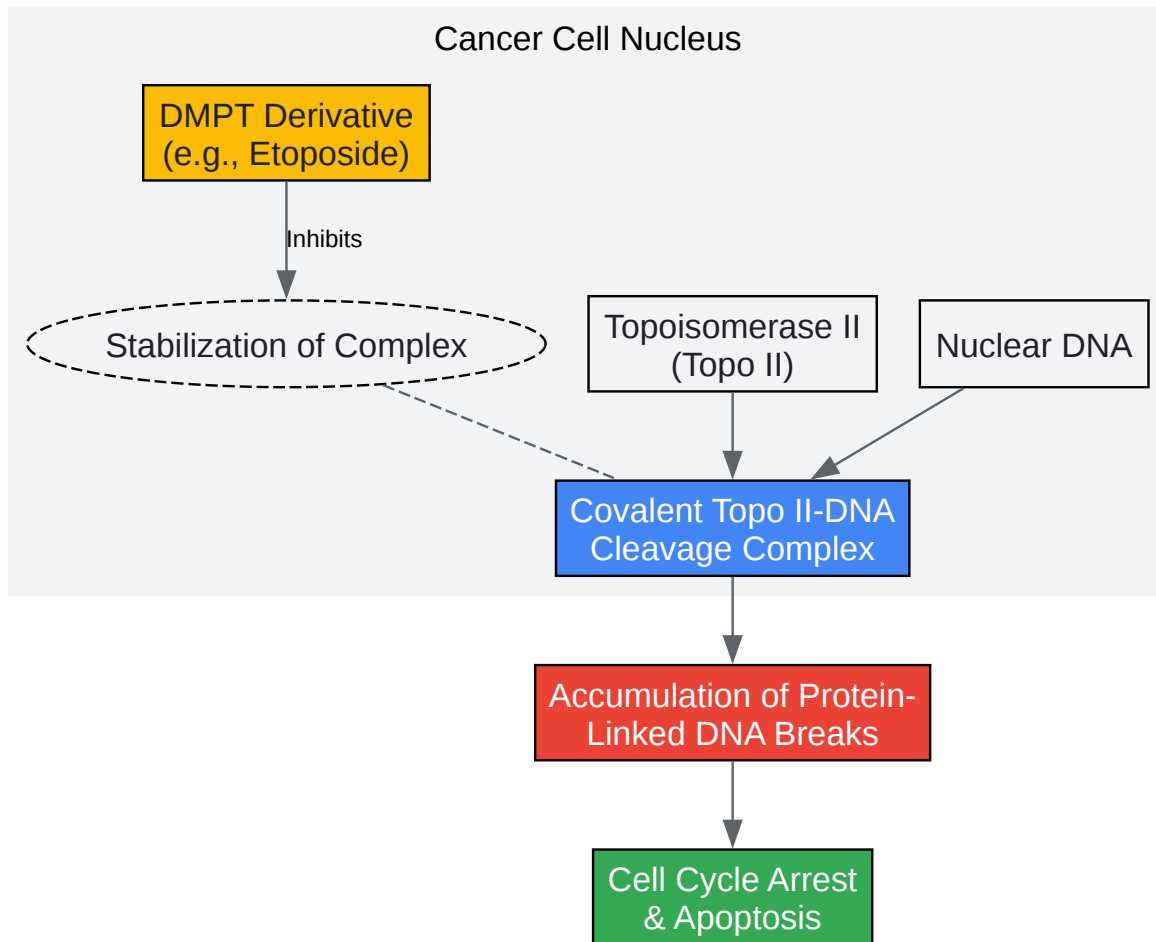 Cancer Cell Nucleus
DMPT Derivative
(e.g., Etoposide)
Inhibits
Stabilization of Complex
Topoisomerase II
(Topo II)
Nuclear DNA
Covalent Topo II-DNA
Cleavage Complex
Accumulation of Protein-
Linked DNA Breaks
Cell Cycle Arrest
& Apoptosis